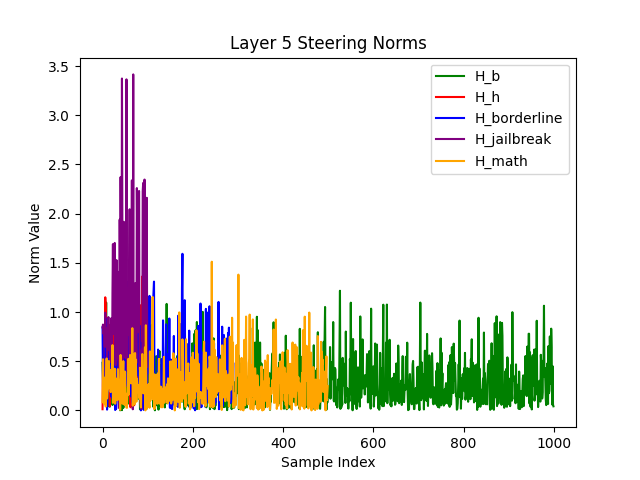 Layer 5 Steering Norms
3.5
3.0
2.5
2.0
1.5
1.0
0.5
0.0
Norm Value
H_b
H_h
H_borderline
H_jailbreak
H_math
0
200
400
600
800
1000
Sample Index